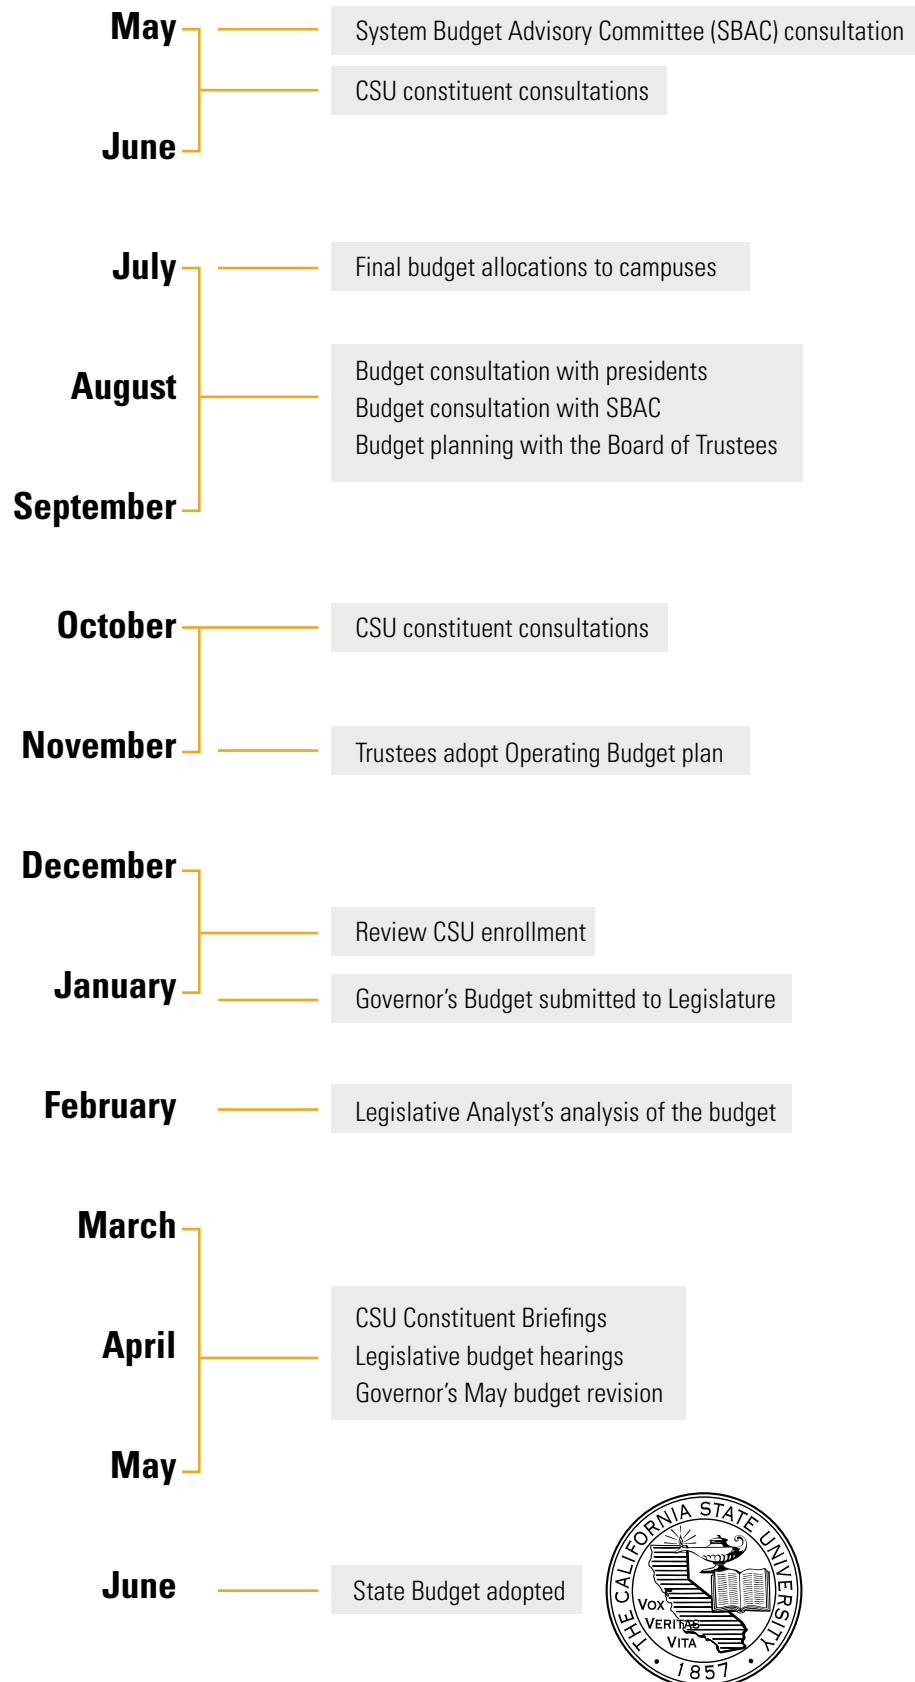 May
System Budget Advisory Committee (SBAC) consultation
CSU constituent consultations
June
July
Final budget allocations to campuses
August
Budget consultation with presidents
Budget consultation with SBAC
Budget planning with the Board of Trustees
September
October
CSU constituent consultations
November
Trustees adopt Operating Budget plan
December
Review CSU enrollment
January
Governor's Budget submitted to Legislature
February
Legislative Analyst's analysis of the budget
March
April
CSU Constituent Briefings
Legislative budget hearings
Governor's May budget revision
May
June
State Budget adopted
THE CALIFORNIA STATE UNIVERSITY
VOX
VERITAS
VITA
• 1857 •